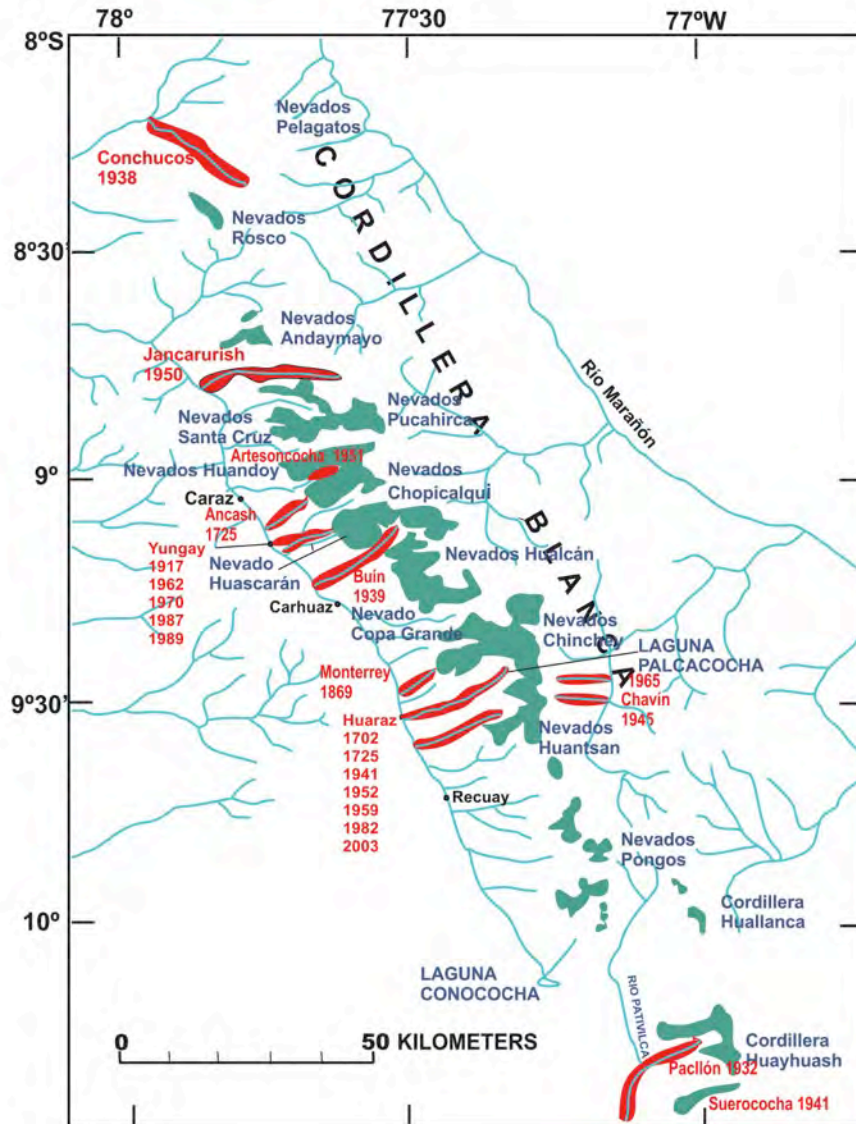 78º
77º30
77ºW
8ºS
Nevados
Pelagatos
Conchucos
1938
CORDILLERA
BLANCA
Nevados
Rosco
8º30'
Nevados
Andaymayo
Jancarurish
1950
Río Marañón
Nevados
Pucahirca
Nevados
Santa Cruz
Artesoncocha 1951
Nevados Huandoy
9º
Nevados
Chopicalqui
Caraz
Ancash
1725
Yungay
1917
1962
1970
1987
1989
Nevado
Huascarán
Nevados Hualcán
Buín
1939
Carhuaz
Nevado
Copa Grande
Nevados
Chinchey
LAGUNA
PALCACOCHA
Monterrey
1869
1965
Chavín
1945
9º30'
Huaraz
1702
1725
1941
1952
1959
1982
2003
Nevados
Huantsan
Recuay
Nevados
Pongos
Cordillera
Huallanca
10º
LAGUNA
CONOCOCHA
RIO PATIVILCA
0 50 KILOMETERS
Cordillera
Huayhuash
Pacllón 1932
Suerococha 1941